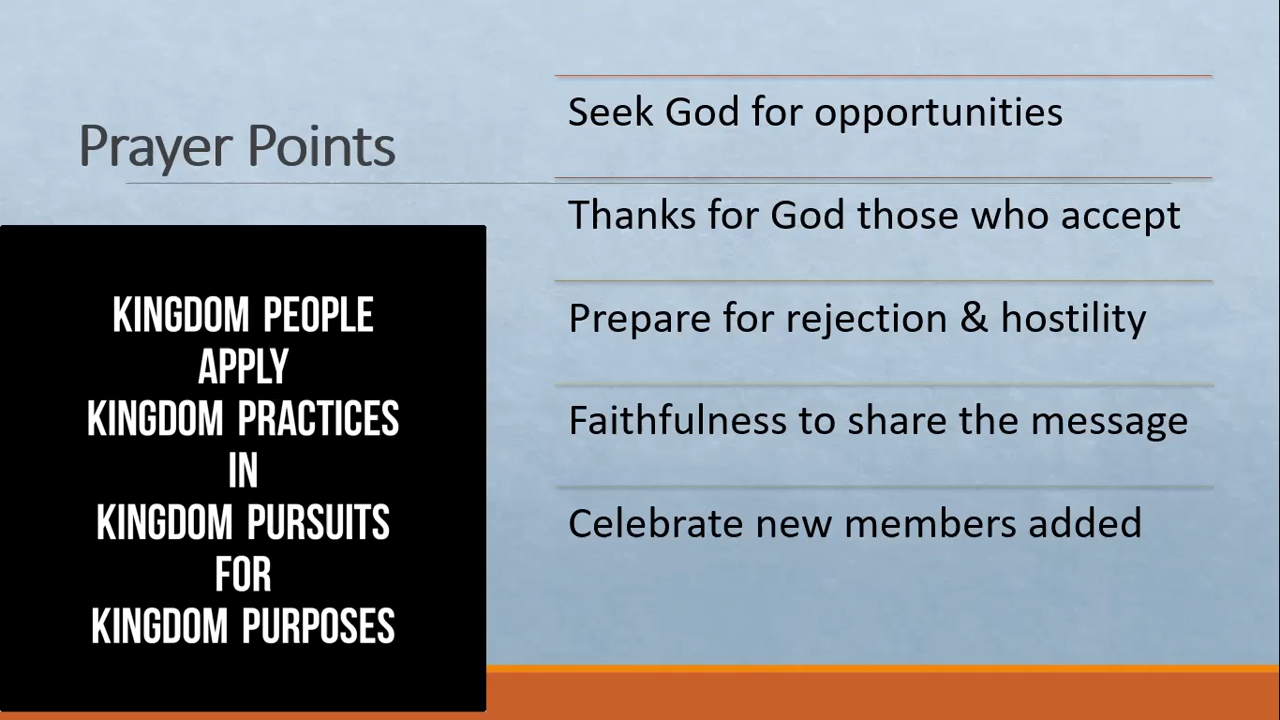 Prayer Points
KINGDOM PEOPLE
APPLY
KINGDOM PRACTICES
IN
KINGDOM PURSUITS
FOR
KINGDOM PURPOSES
Seek God for opportunities
Thanks for God those who accept
Prepare for rejection & hostility
Faithfulness to share the message
Celebrate new members added